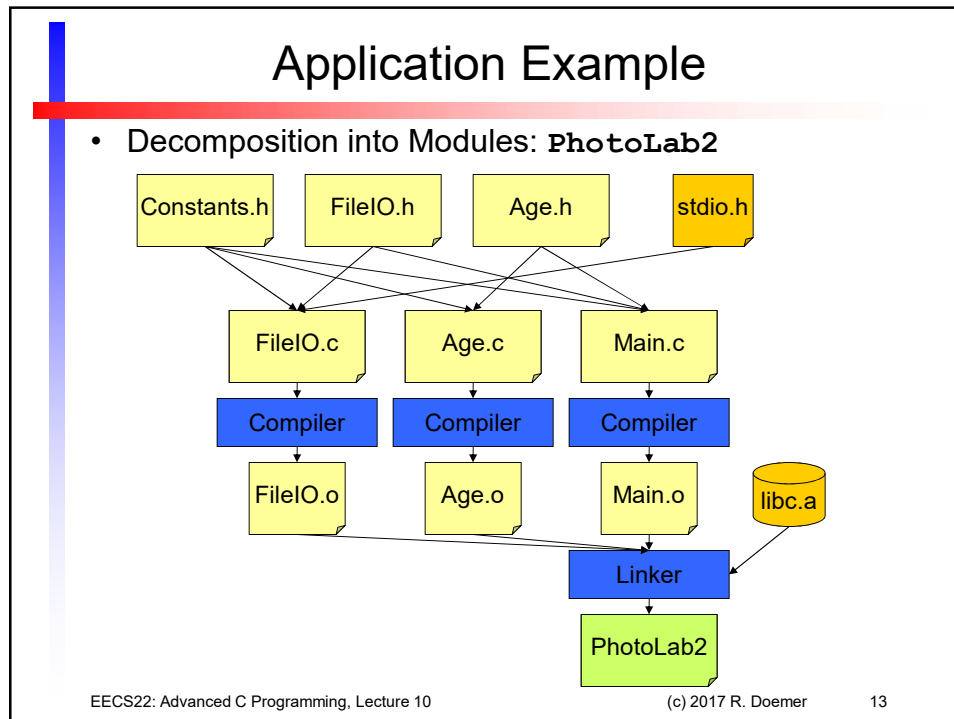 Application Example
• Decomposition into Modules: PhotoLab2
Constants.h FileIO.h Age.h stdio.h
FileIO.c Age.c Main.c
Compiler Compiler Compiler
FileIO.o Age.o Main.o libc.a
Linker
PhotoLab2
EECS22: Advanced C Programming, Lecture 10 (c) 2017 R. Doemer 13